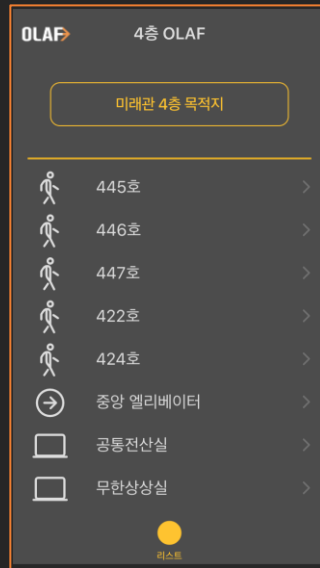 OLAF
4층 OLAF
미래관 4층 목적지
445호
446호
447호
422호
424호
중앙 엘리베이터
공통전산실
무한상상실
리스트